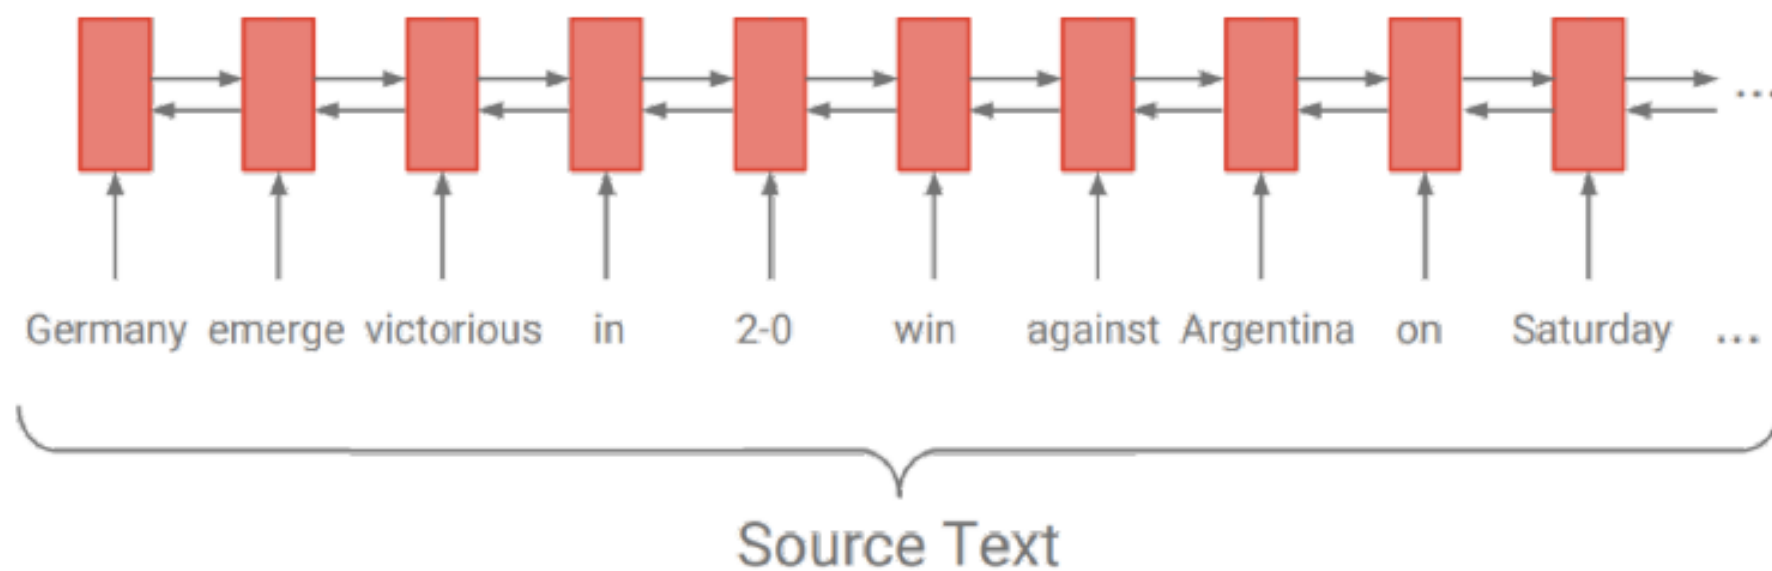 ...
Germany emerge victorious in 2-0 win against Argentina on Saturday ...
Source Text